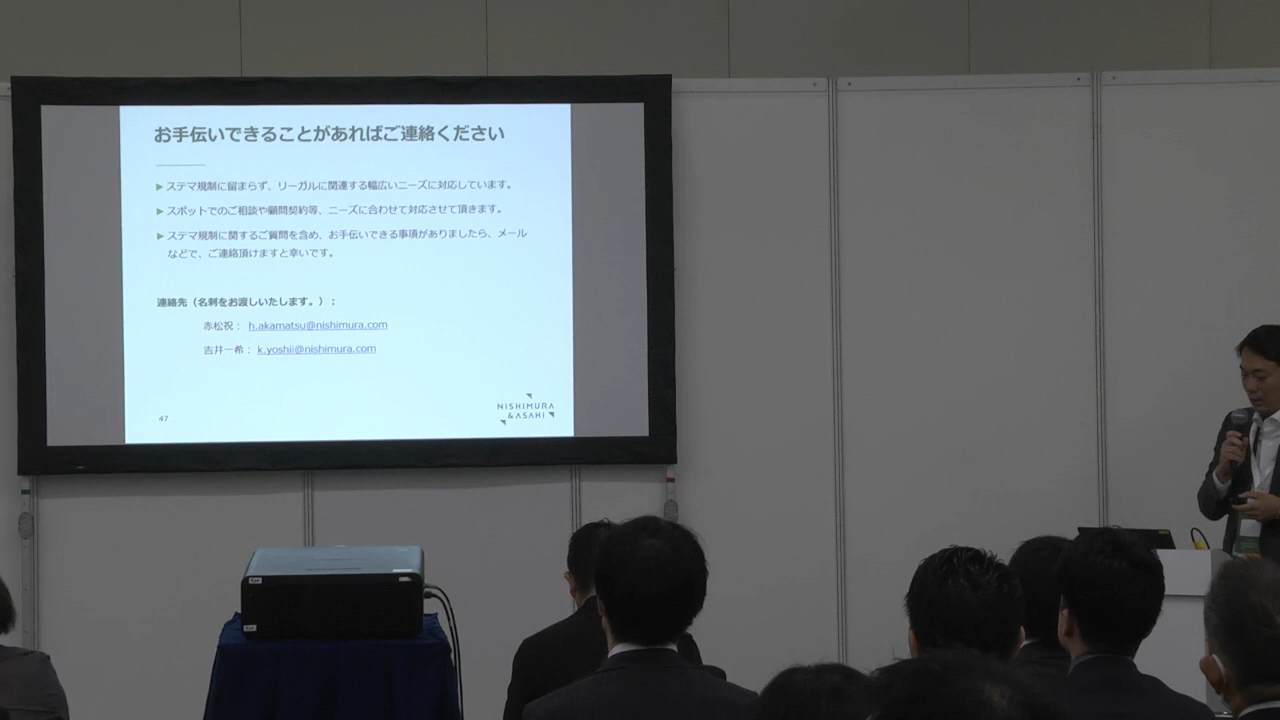 お手伝いできることがあればご連絡ください
▶ ステマ規制に留まらず、リーガルに関連する幅広いニーズに対応しています。
▶ スポットでのご相談や顧問契約等、ニーズに合わせて対応させて頂きます。
▶ ステマ規制に関するご質問を含め、お手伝いできる事項がありましたら、メール
などで、ご連絡頂けますと幸いです。
連絡先（名刺をお渡しいたします。）：
赤松祝： h.akamatsu@nishimura.com
吉井一希： k.yoshii@nishimura.com
47
NISHIMURA
& ASAHI